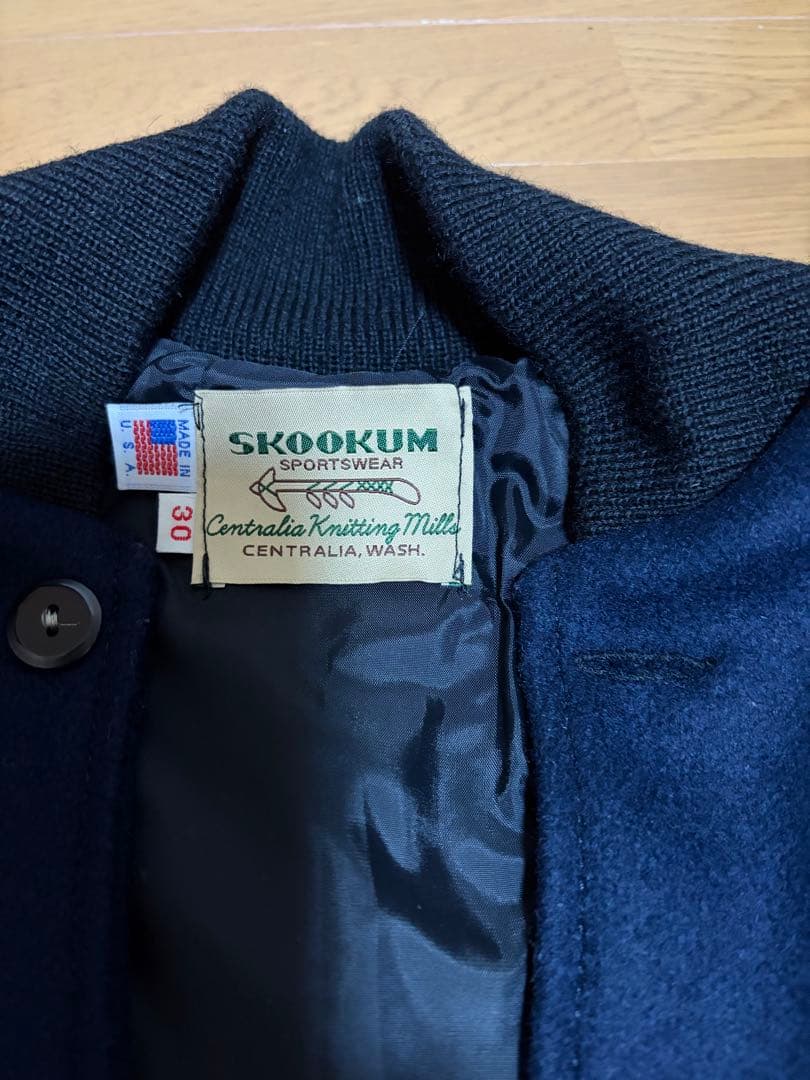 SKOOKUM
SPORTSWEAR
Centralia Knitting Mills
CENTRALIA, WASH.
MADE IN
U.S.A.
30